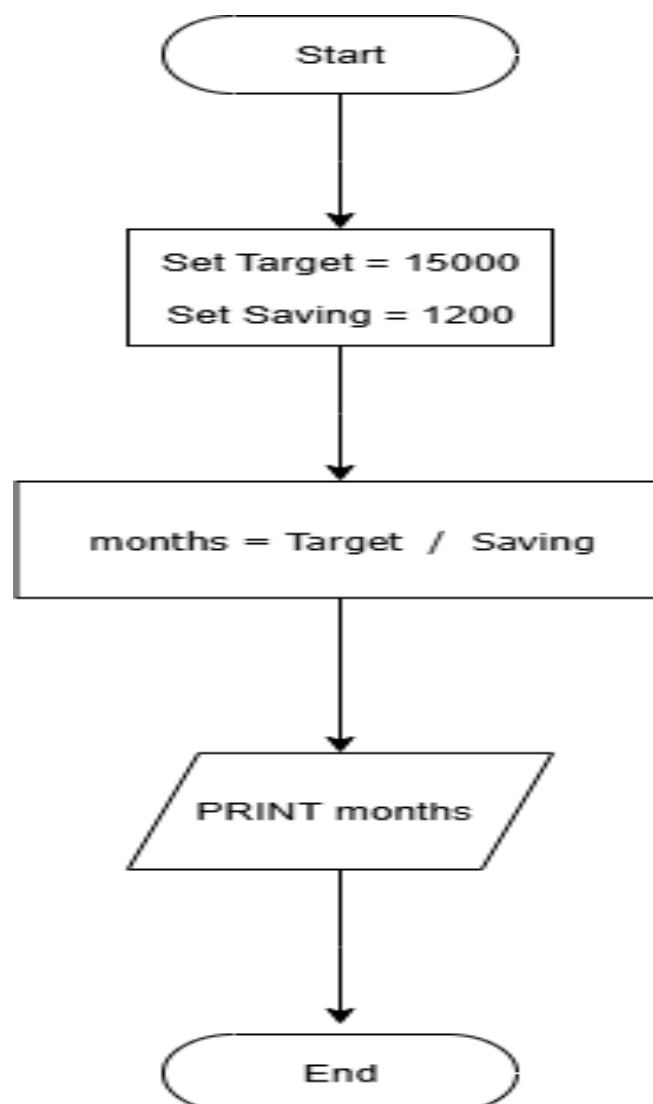 Start
Set Target = 15000
Set Saving = 1200
months = Target / Saving
PRINT months
End